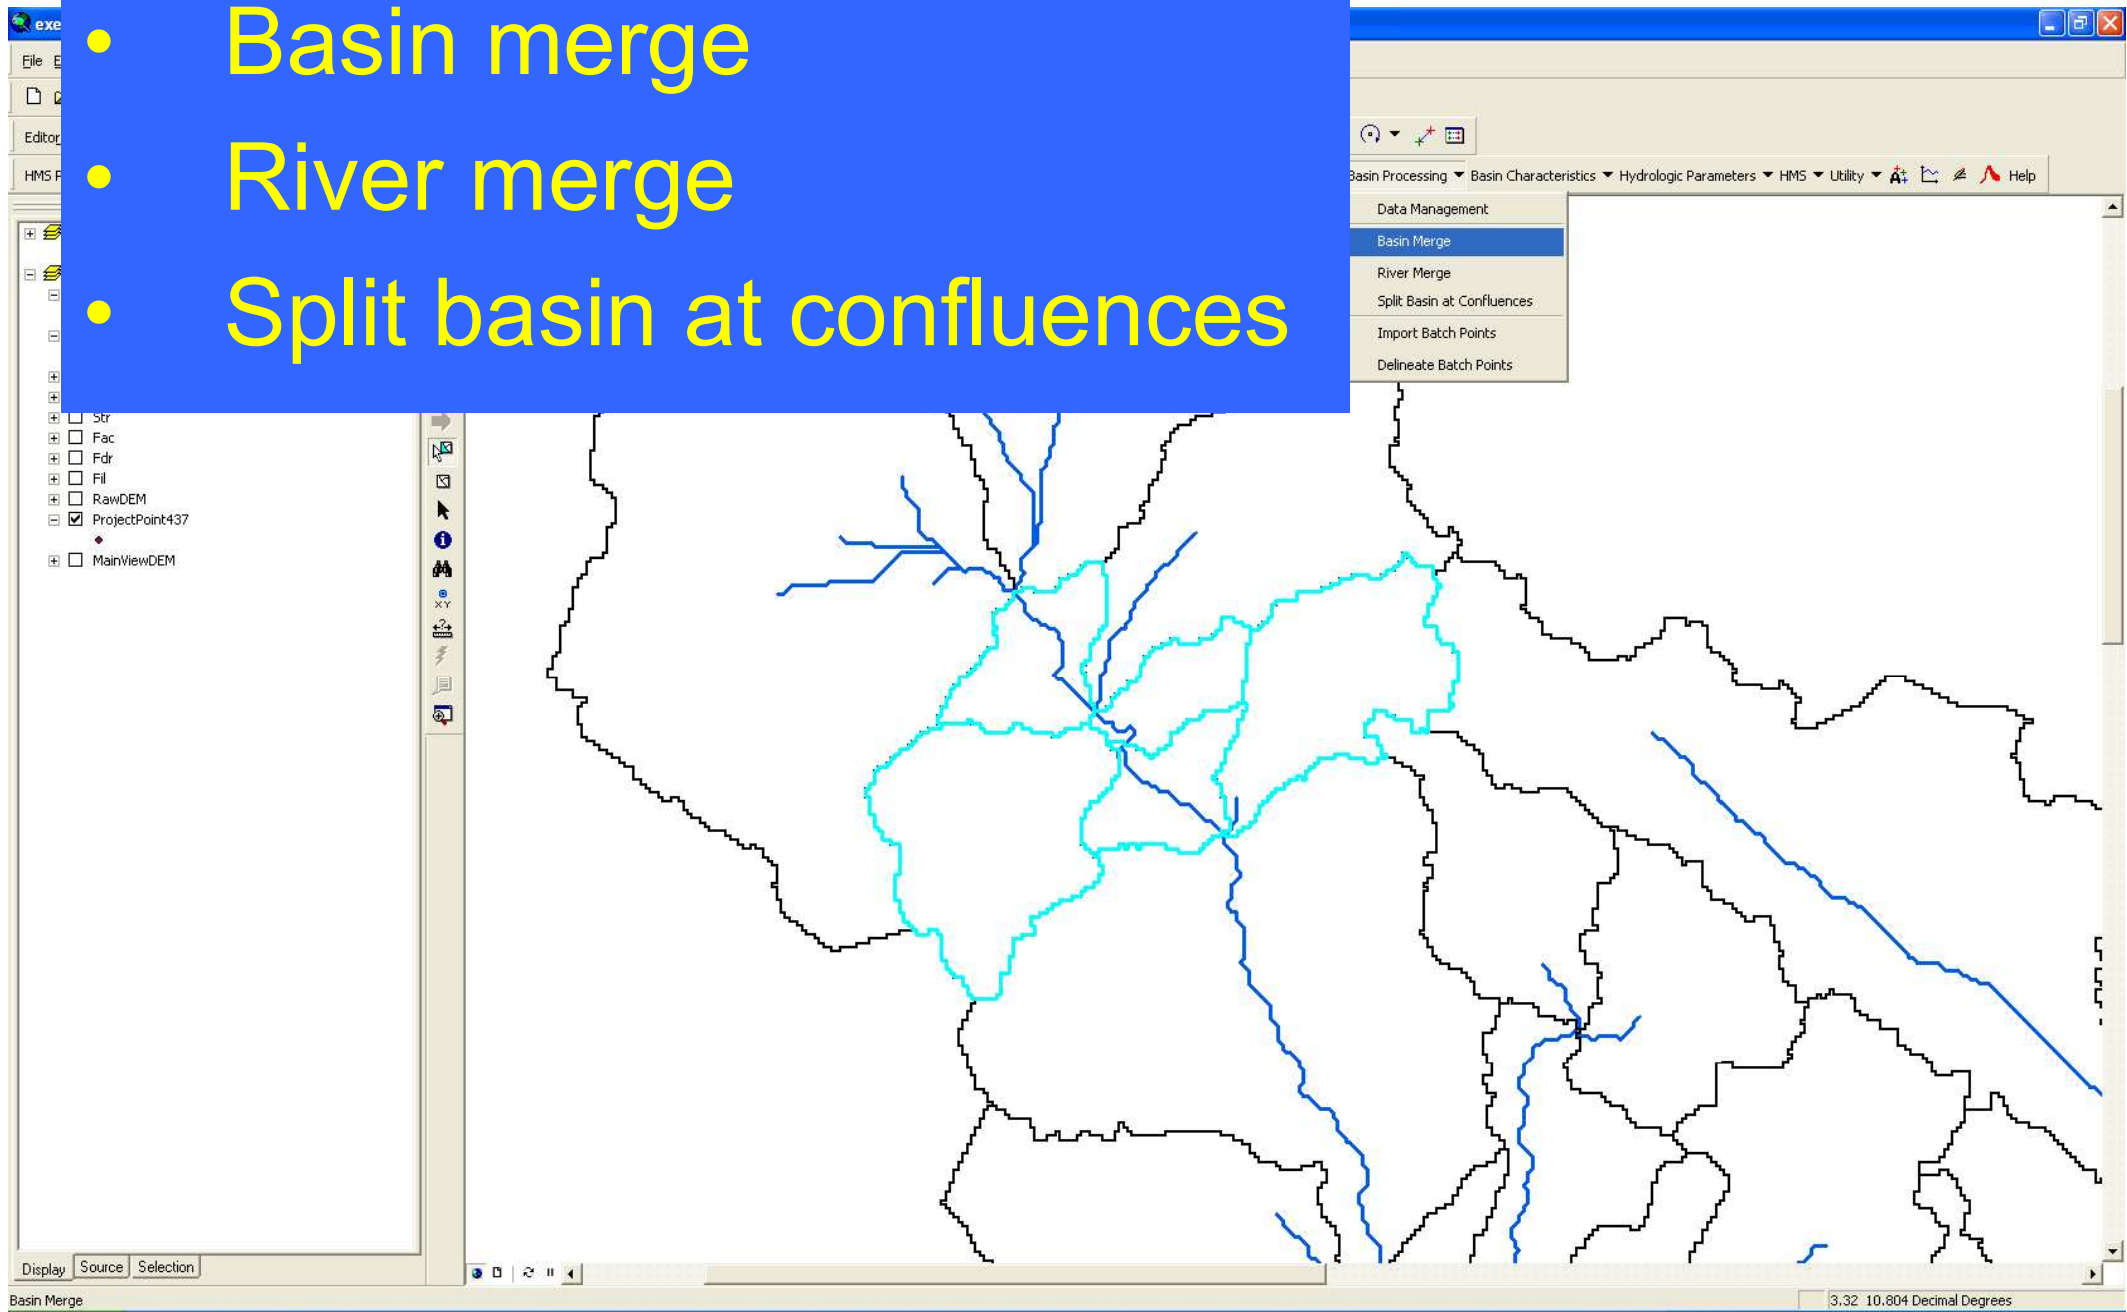 exe
• Basin merge
• River merge
• Split basin at confluences
File E
Editor
HMS P
Basin Processing Basin Characteristics Hydrologic Parameters HMS Utility Help
Data Management
Basin Merge
River Merge
Split Basin at Confluences
Import Batch Points
Delineate Batch Points
Str
Fac
Fdr
Fil
RawDEM
ProjectPoint437
MainViewDEM
XY
Display Source Selection
Basin Merge
3.32 10.804 Decimal Degrees